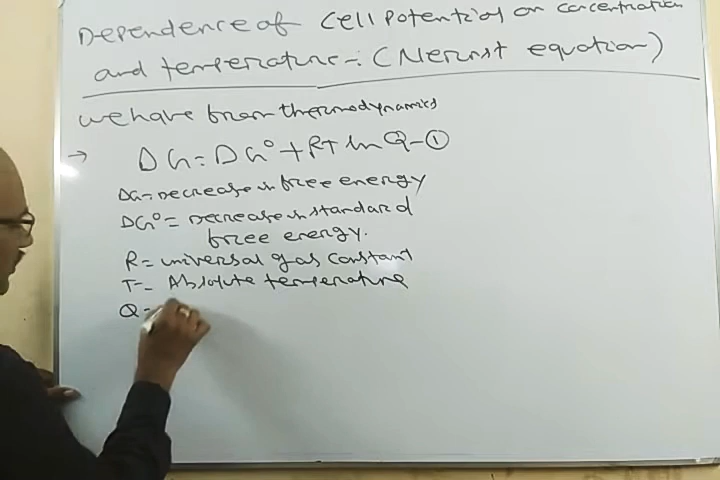 Dependence of cell potential on concentration
and temperature :- (Nernst equation)
we have from thermodynamics
→ ΔG = ΔG° + RT ln Q - ①
ΔG = Decrease in free energy
ΔG° = Decrease in standard
free energy.
R = universal gas constant
T = Absolute temperature
Q =